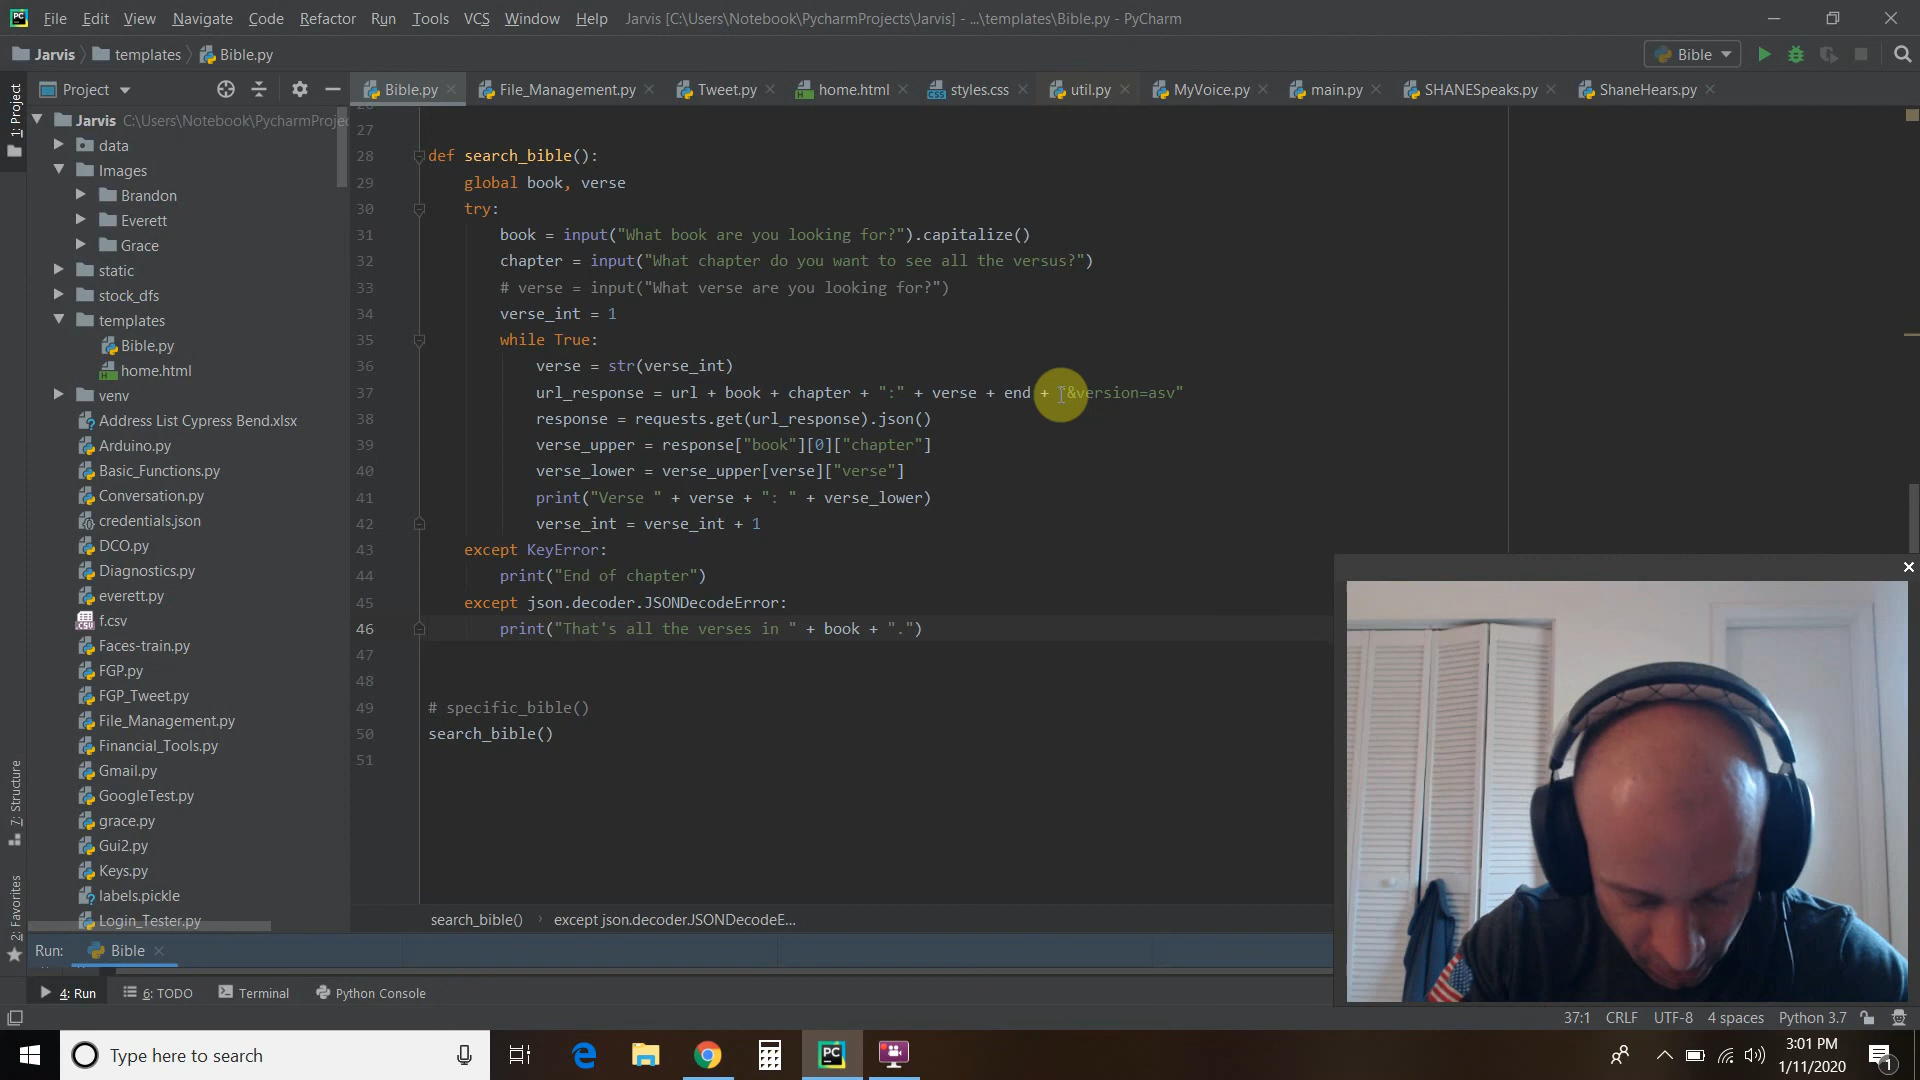 File Edit View Navigate Code Refactor Run Tools VCS Window Help Jarvis [C:\Users\Notebook\PycharmProjects\Jarvis] - ...\templates\Bible.py - PyCharm
Jarvis templates Bible.py
Bible
Project
Bible.py File_Management.py Tweet.py home.html styles.css util.py MyVoice.py main.py SHANESpeaks.py ShaneHears.py
1: Project
Jarvis C:\Users\Notebook\PycharmProje
data
Images
Brandon
Everett
Grace
static
stock_dfs
templates
Bible.py
home.html
venv
Address List Cypress Bend.xlsx
Arduino.py
Basic_Functions.py
Conversation.py
credentials.json
DCO.py
Diagnostics.py
everett.py
f.csv
Faces-train.py
FGP.py
FGP_Tweet.py
File_Management.py
Financial_Tools.py
Gmail.py
GoogleTest.py
grace.py
Gui2.py
Keys.py
labels.pickle
Login_Tester.py
7: Structure
2: Favorites
27
28 def search_bible():
29 global book, verse
30 try:
31 book = input("What book are you looking for?").capitalize()
32 chapter = input("What chapter do you want to see all the versus?")
33 # verse = input("What verse are you looking for?")
34 verse_int = 1
35 while True:
36 verse = str(verse_int)
37 url_response = url + book + chapter + ":" + verse + end + "&version=asv"
38 response = requests.get(url_response).json()
39 verse_upper = response["book"][0]["chapter"]
40 verse_lower = verse_upper[verse]["verse"]
41 print("Verse " + verse + ": " + verse_lower)
42 verse_int = verse_int + 1
43 except KeyError:
44 print("End of chapter")
45 except json.decoder.JSONDecodeError:
46 print("That's all the verses in " + book + ".")
47
48
49 # specific_bible()
50 search_bible()
51
search_bible() › except json.decoder.JSONDecodeE...
Run: Bible
4: Run 6: TODO Terminal Python Console
37:1 CRLF UTF-8 4 spaces Python 3.7
Type here to search
3:01 PM
1/11/2020
1